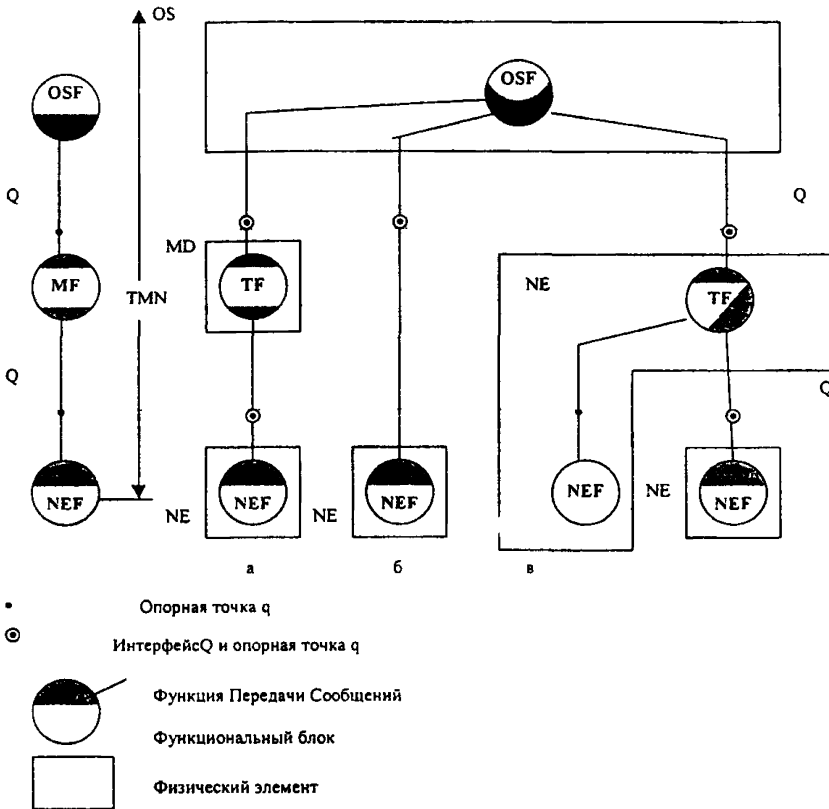 OS
OSF
OSF
Q
Q
MD
MF
TMN
TF
NE
TF
Q
Q
NEF
NE
NEF
NE
NEF
NEF
NE
NEF
а
б
в
Опорная точка q
ИнтерфейсQ и опорная точка q
Функция Передачи Сообщений
Функциональный блок
Физический элемент